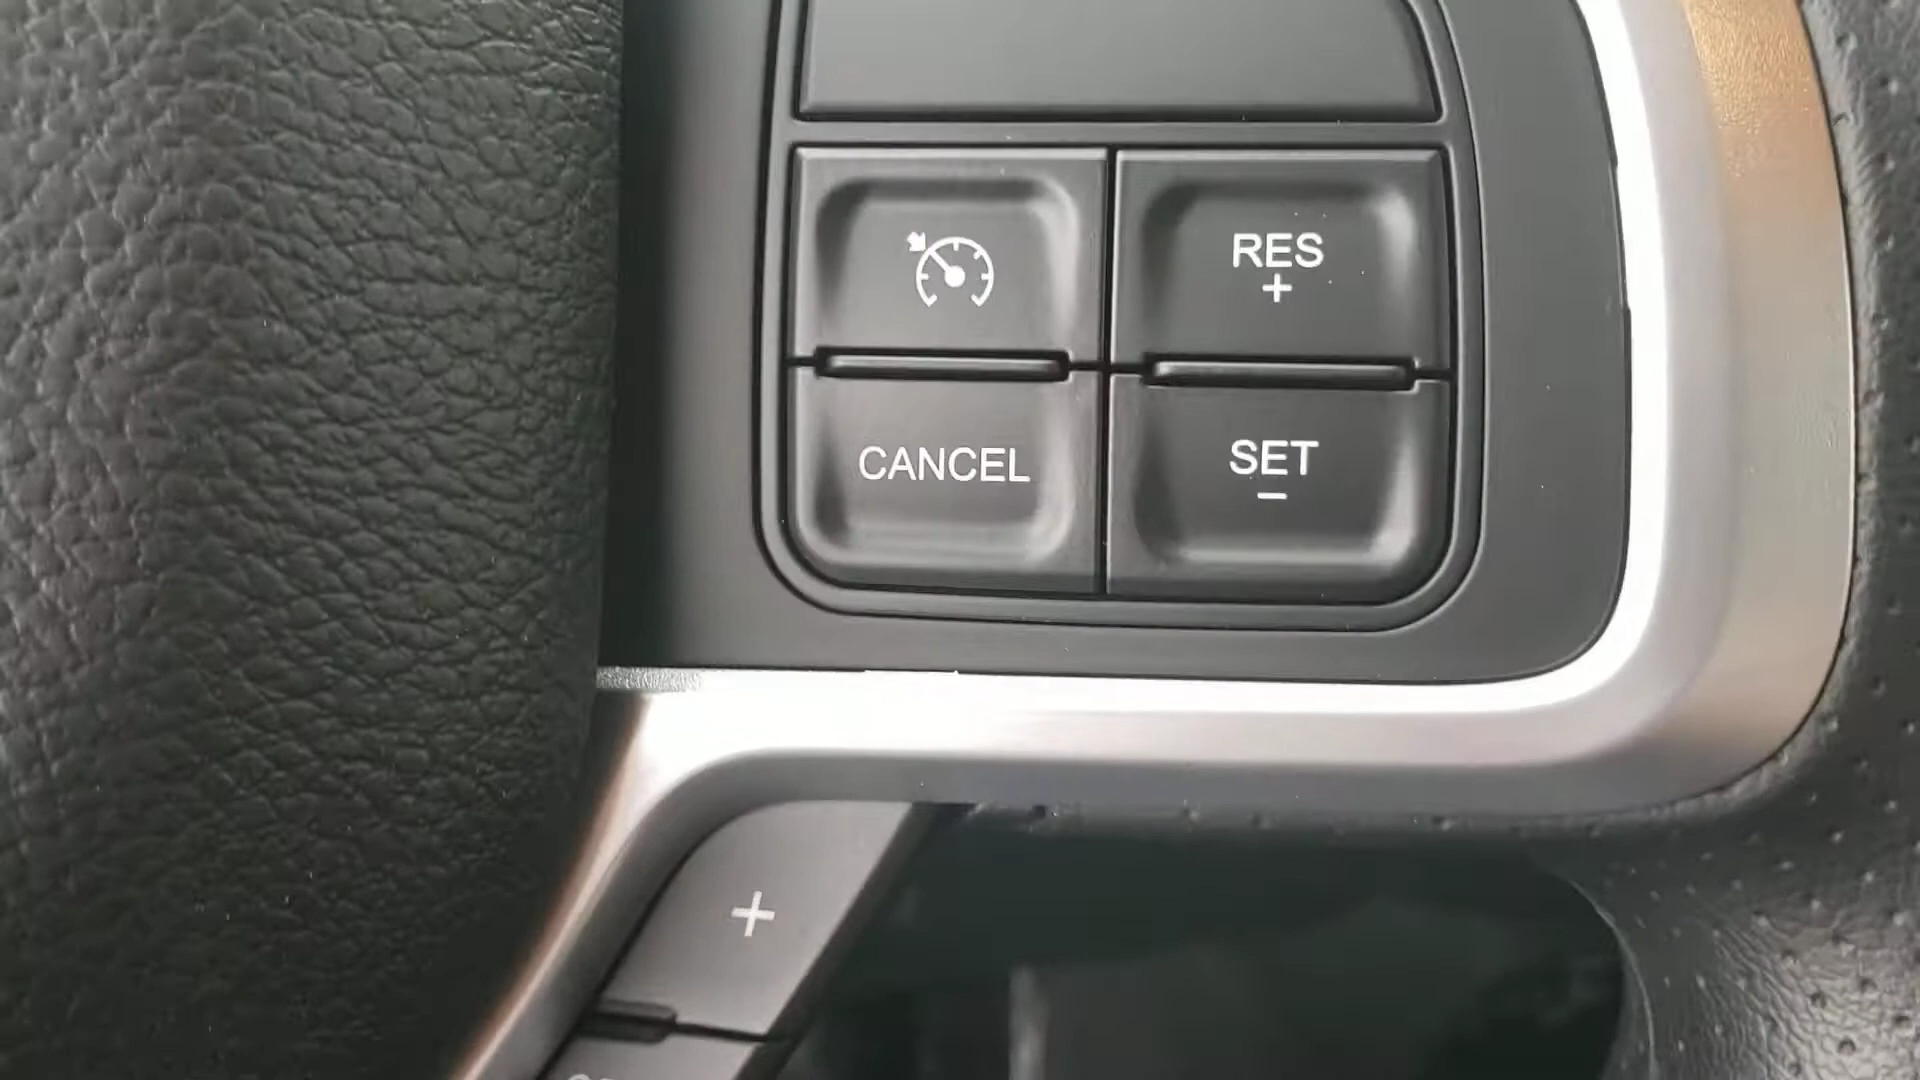 RES
+
CANCEL
SET
–
+